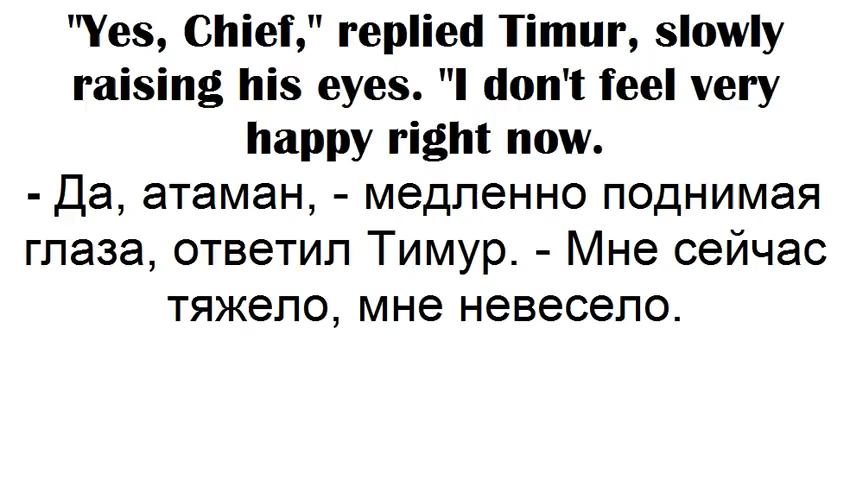 "Yes, Chief," replied Timur, slowly
raising his eyes. "I don't feel very
happy right now.
- Да, атаман, - медленно поднимая
глаза, ответил Тимур. - Мне сейчас
тяжело, мне невесело.